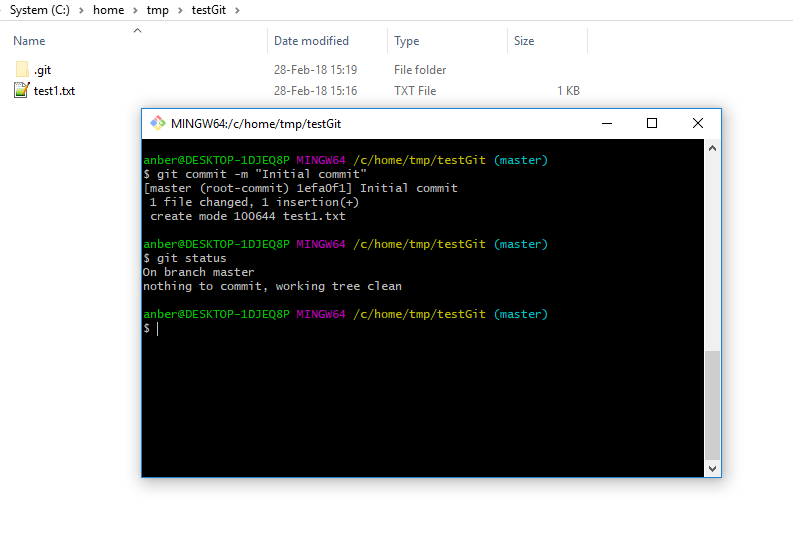 System (C:) > home > tmp > testGit >
Name Date modified Type Size
.git 28-Feb-18 15:19 File folder
test1.txt 28-Feb-18 15:16 TXT File 1 KB
MINGW64:/c/home/tmp/testGit
anber@DESKTOP-1DJEQ8P MINGW64 /c/home/tmp/testGit (master)
$ git commit -m "Initial commit"
[master (root-commit) 1efa0f1] Initial commit
 1 file changed, 1 insertion(+)
 create mode 100644 test1.txt
anber@DESKTOP-1DJEQ8P MINGW64 /c/home/tmp/testGit (master)
$ git status
On branch master
nothing to commit, working tree clean
anber@DESKTOP-1DJEQ8P MINGW64 /c/home/tmp/testGit (master)
$